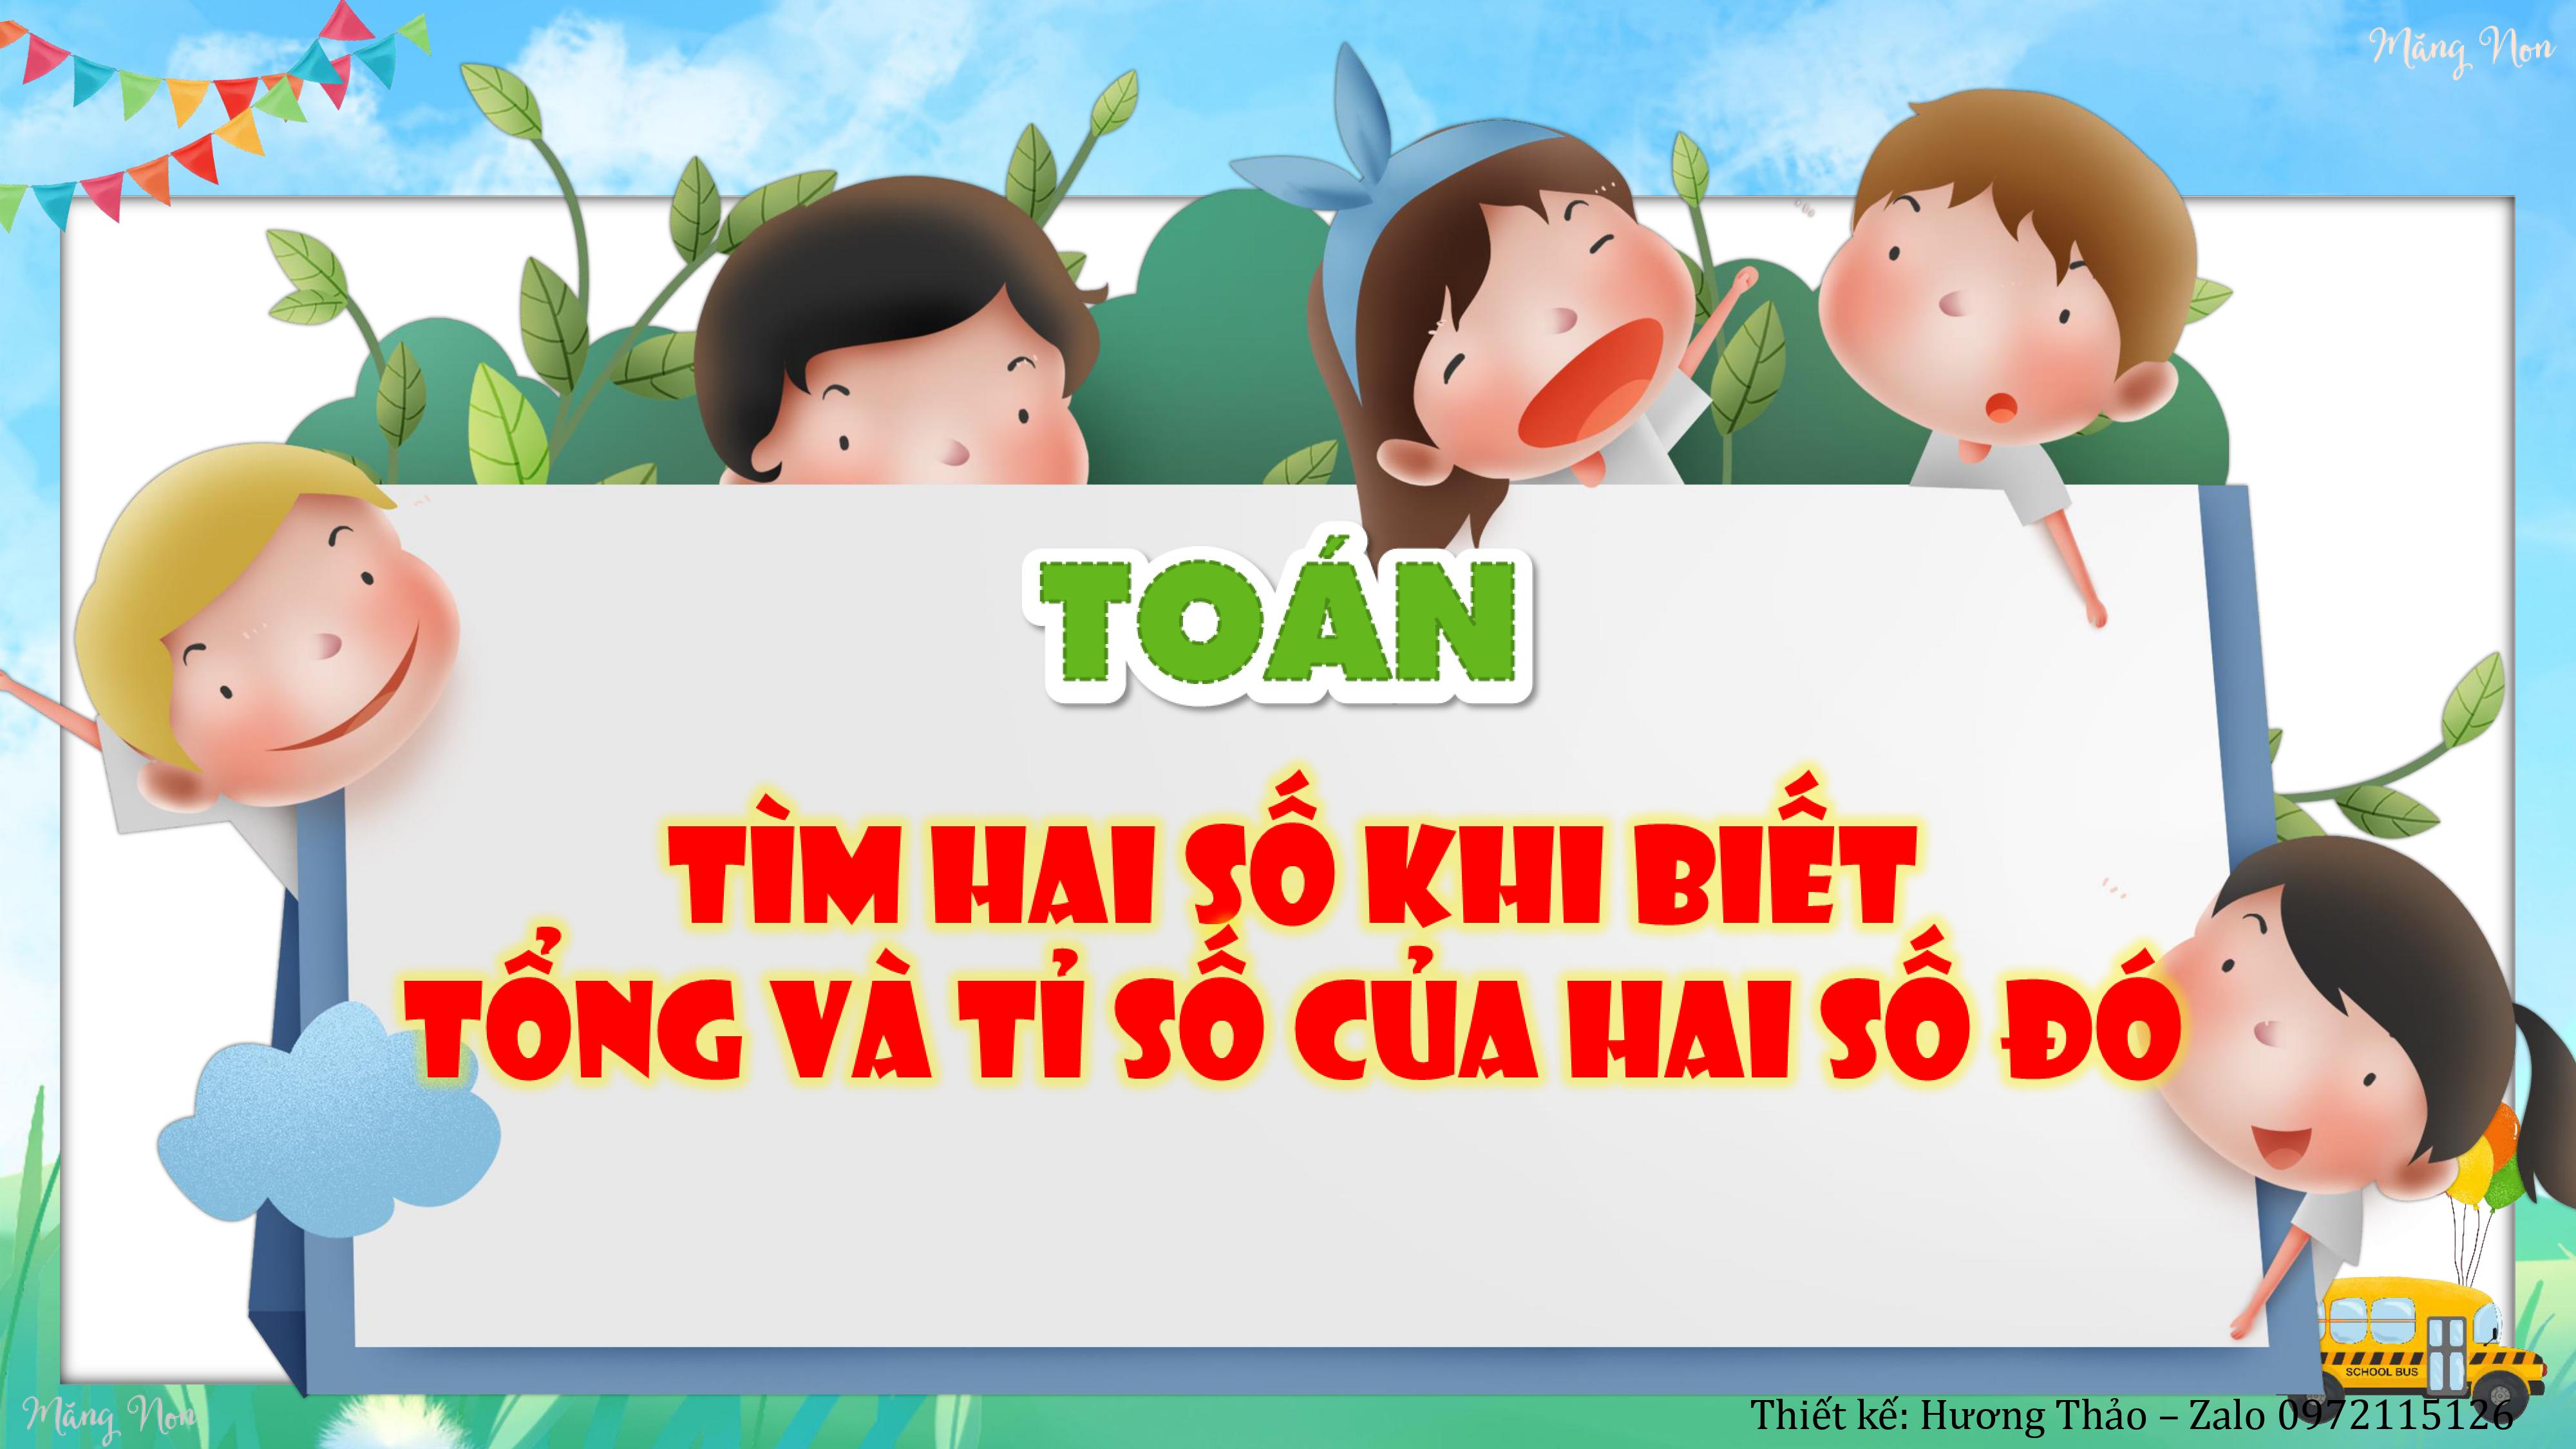 Măng Non
TOÁN
TÌM HAI SỐ KHI BIẾT
TỔNG VÀ TỈ SỐ CỦA HAI SỐ ĐÓ
SCHOOL BUS
Măng Non
Thiết kế: Hương Thảo – Zalo 0972115126